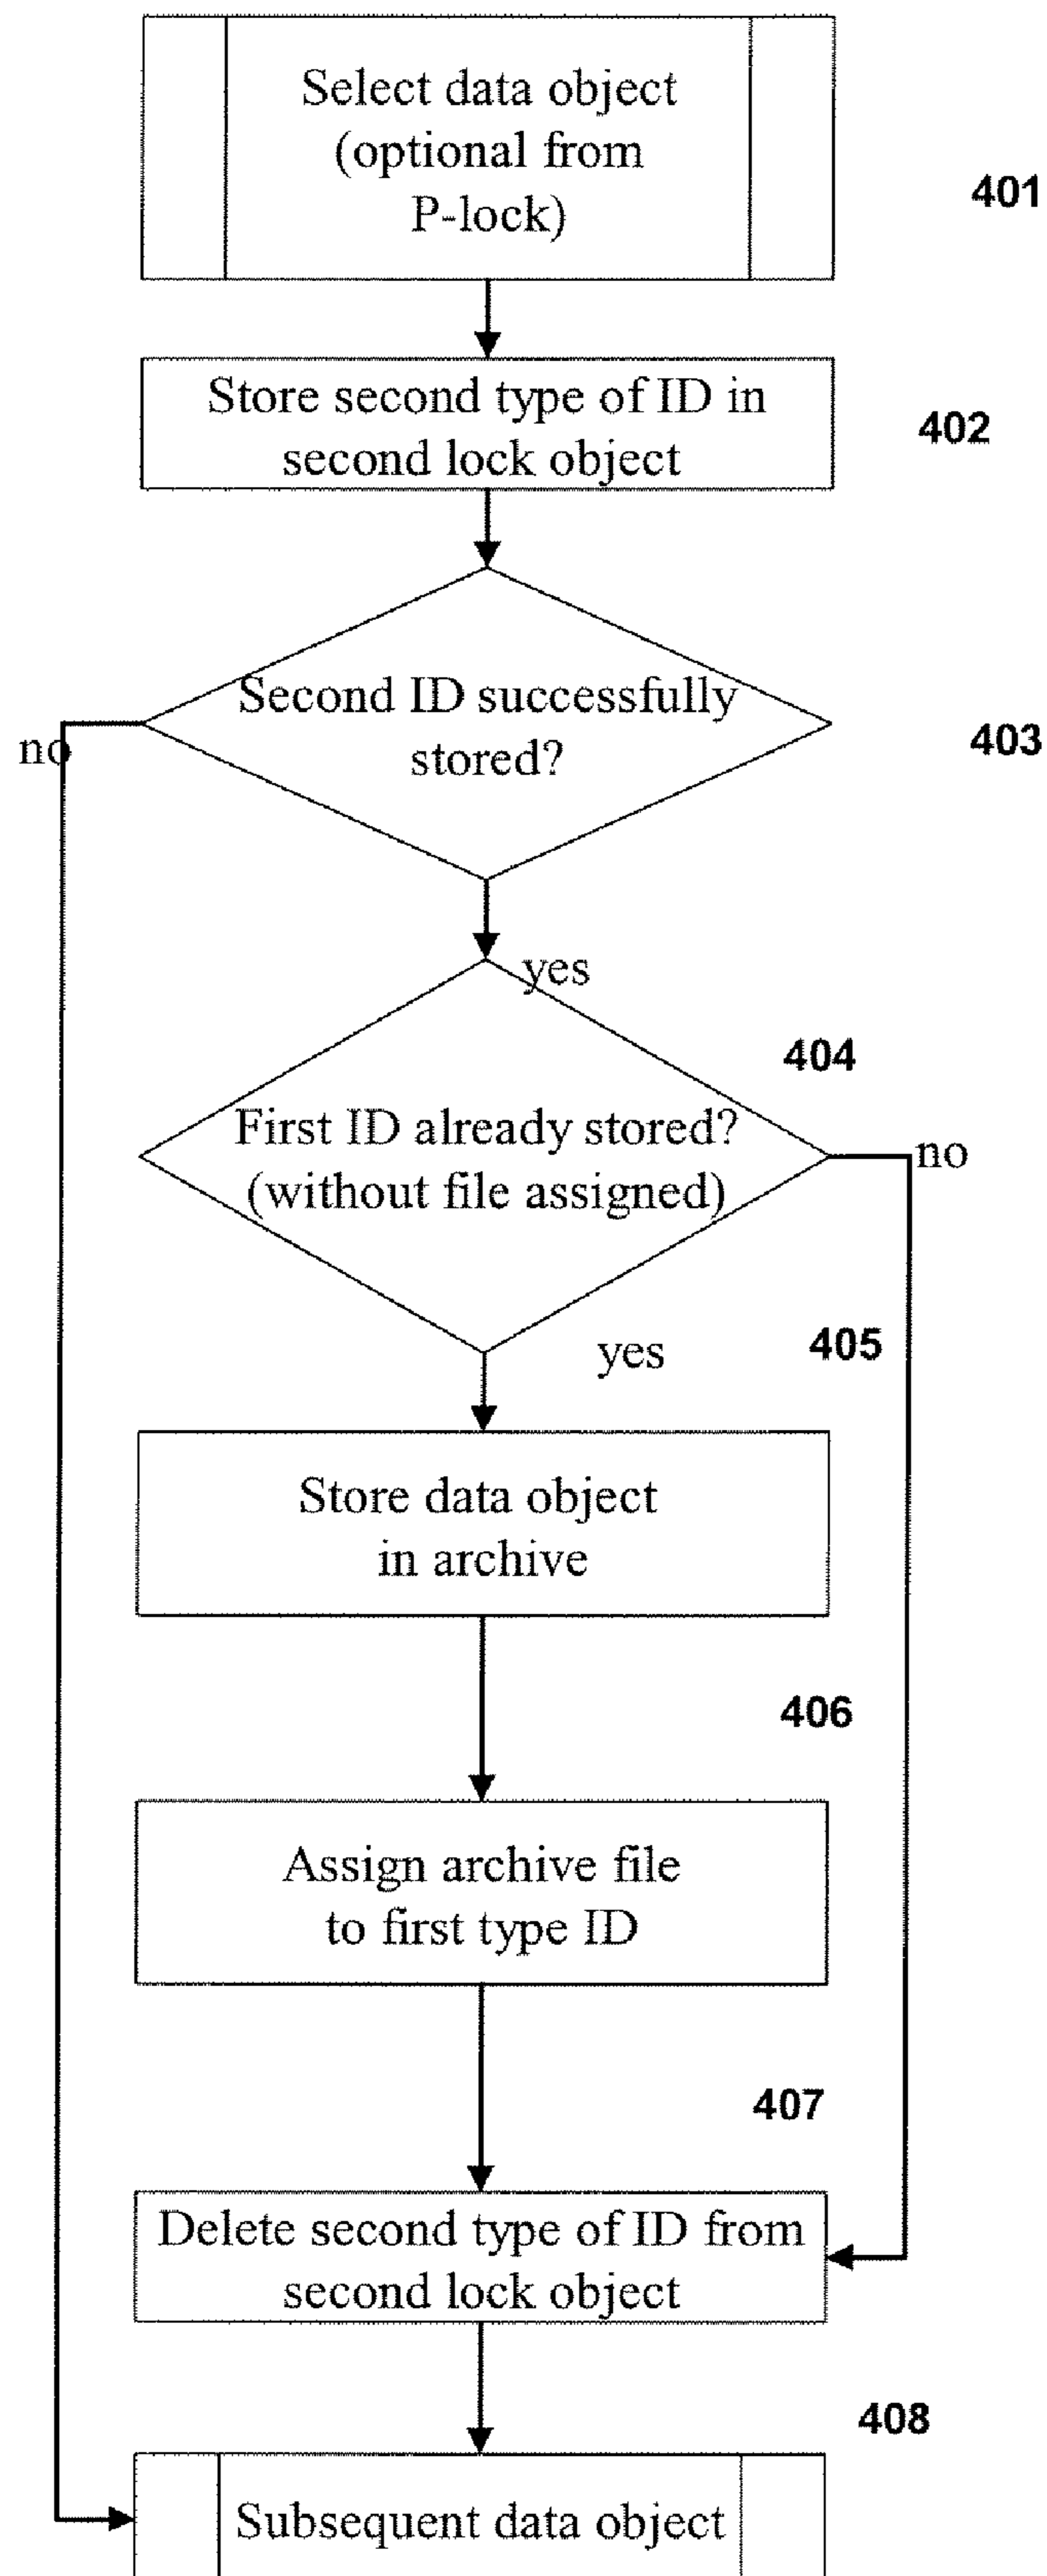 Select data object
(optional from
P-lock)
401
Store second type of ID in
second lock object
402
Second ID successfully
stored?
403
no
yes
404
First ID already stored?
(without file assigned)
no
yes
405
Store data object
in archive
406
Assign archive file
to first type ID
407
Delete second type of ID from
second lock object
408
Subsequent data object